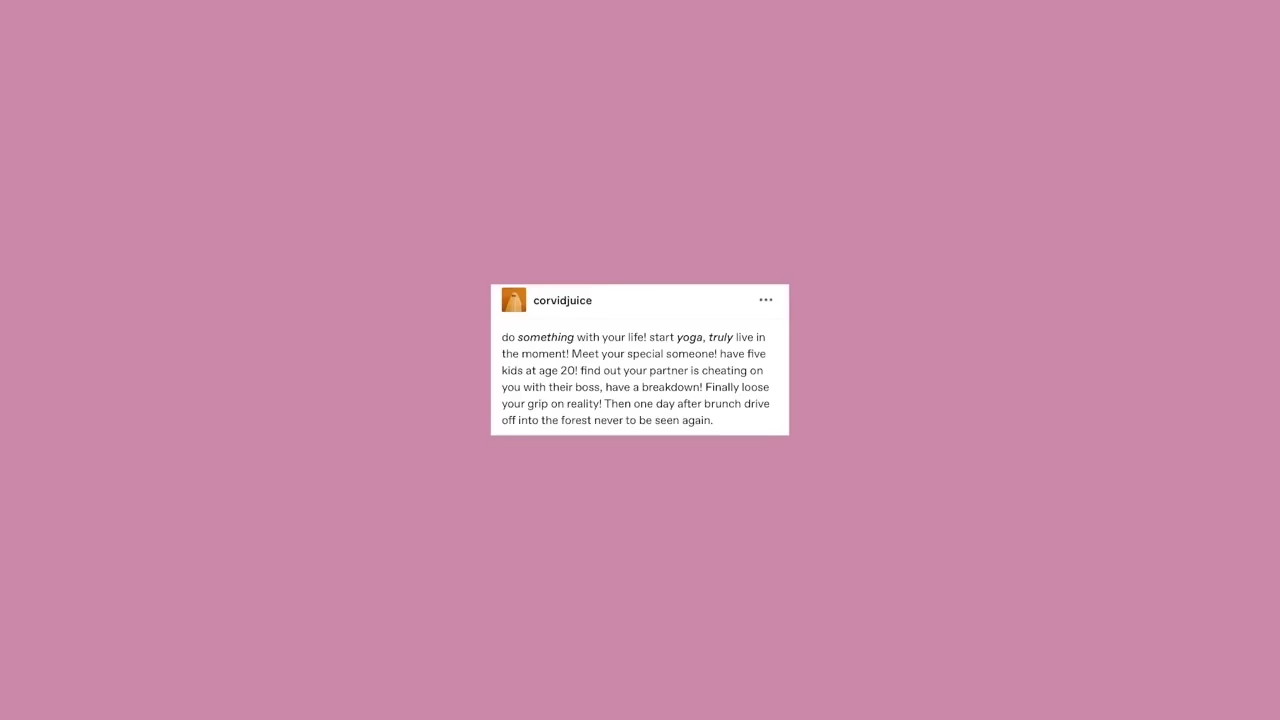 corvidjuice
do something with your life! start yoga, truly live in
the moment! Meet your special someone! have five
kids at age 20! find out your partner is cheating on
you with their boss, have a breakdown! Finally loose
your grip on reality! Then one day after brunch drive
off into the forest never to be seen again.